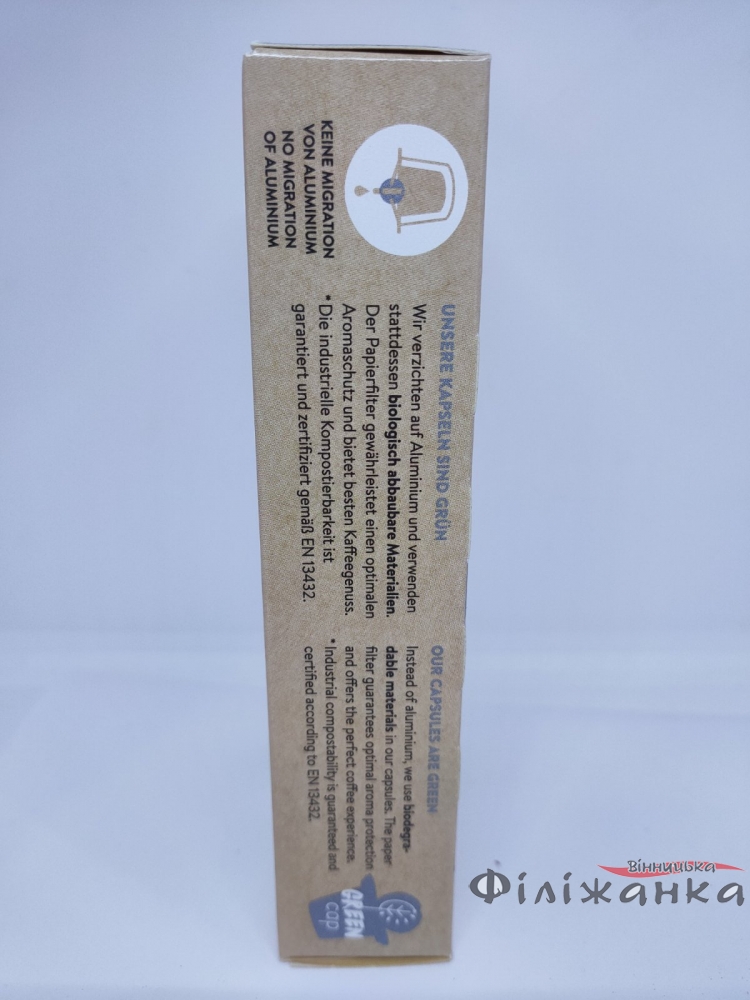 KEINE MIGRATION
VON ALUMINIUM
NO MIGRATION
OF ALUMINIUM
UNSERE KAPSELN SIND GRÜN
Wir verzichten auf Aluminium und verwenden
stattdessen biologisch abbaubare Materialien.
Der Papierfilter gewährleistet einen optimalen
Aromaschutz und bietet besten Kaffeegenuss.
*Die industrielle Kompostierbarkeit ist
garantiert und zertifiziert gemäß EN 13432.
OUR CAPSULES ARE GREEN
Instead of aluminium, we use biodegra-
dable materials in our capsules. The paper
filter guarantees optimal aroma protection
and offers the perfect coffee experience.
*Industrial compostability is guaranteed and
certified according to EN 13432.
GREEN
cap
Вінницька
Філіжанка